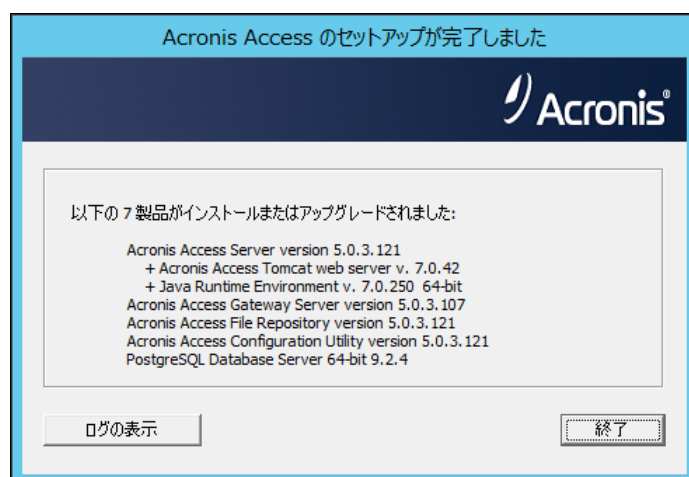 Acronis Access のセットアップが完了しました
Acronis®
以下の 7 製品がインストールまたはアップグレードされました:
Acronis Access Server version 5.0.3.121
+ Acronis Access Tomcat web server v. 7.0.42
+ Java Runtime Environment v. 7.0.250 64-bit
Acronis Access Gateway Server version 5.0.3.107
Acronis Access File Repository version 5.0.3.121
Acronis Access Configuration Utility version 5.0.3.121
PostgreSQL Database Server 64-bit 9.2.4
ログの表示
終了